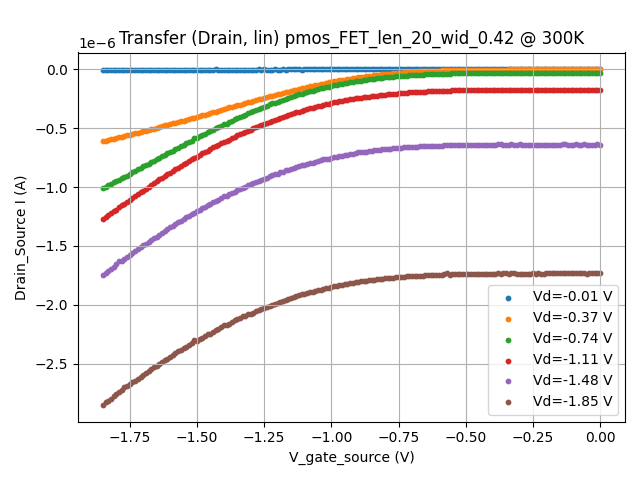 Transfer (Drain, lin) pmos_FET_len_20_wid_0.42 @ 300K
1e−6
0.0
−0.5
−1.0
−1.5
−2.0
−2.5
Drain_Source I (A)
−1.75
−1.50
−1.25
−1.00
−0.75
−0.50
−0.25
0.00
V_gate_source (V)
Vd=-0.01 V
Vd=-0.37 V
Vd=-0.74 V
Vd=-1.11 V
Vd=-1.48 V
Vd=-1.85 V